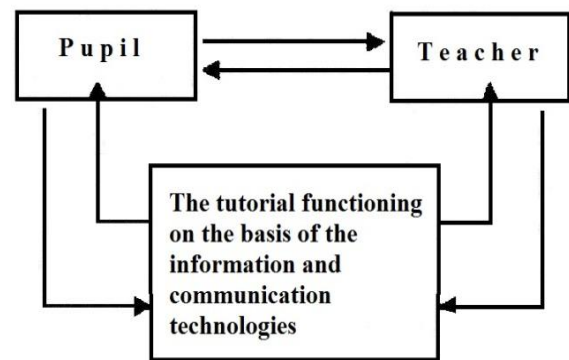 Pupil
Teacher
The tutorial functioning
on the basis of the
information and
communication
technologies